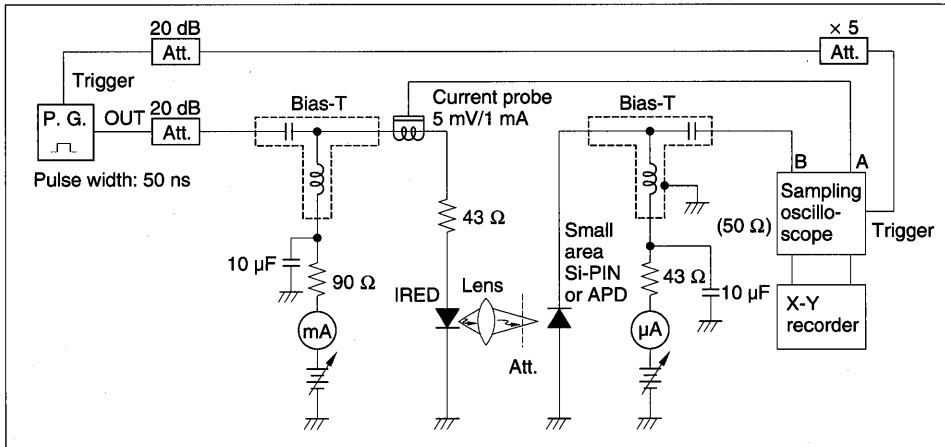 20 dB
Att.
× 5
Att.
Trigger
P. G.
OUT
20 dB
Att.
Pulse width: 50 ns
Bias-T
Current probe
5 mV/1 mA
Bias-T
B
A
Sampling
oscillo-
scope
(50 Ω)
Trigger
X-Y
recorder
10 µF
90 Ω
mA
43 Ω
IRED
Lens
Att.
Small
area
Si-PIN
or APD
43 Ω
10 µF
µA